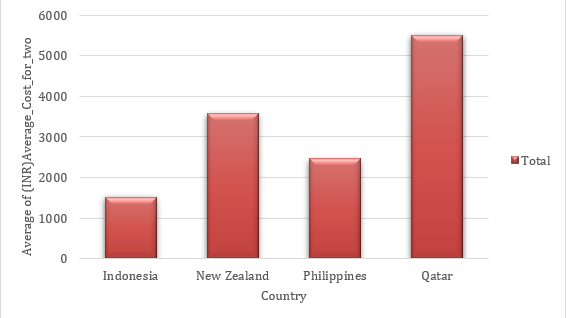 6000
5000
4000
3000
2000
1000
0
Average of (INR)Average_Cost_for_two
Indonesia New Zealand Philippines Qatar
Country
Total